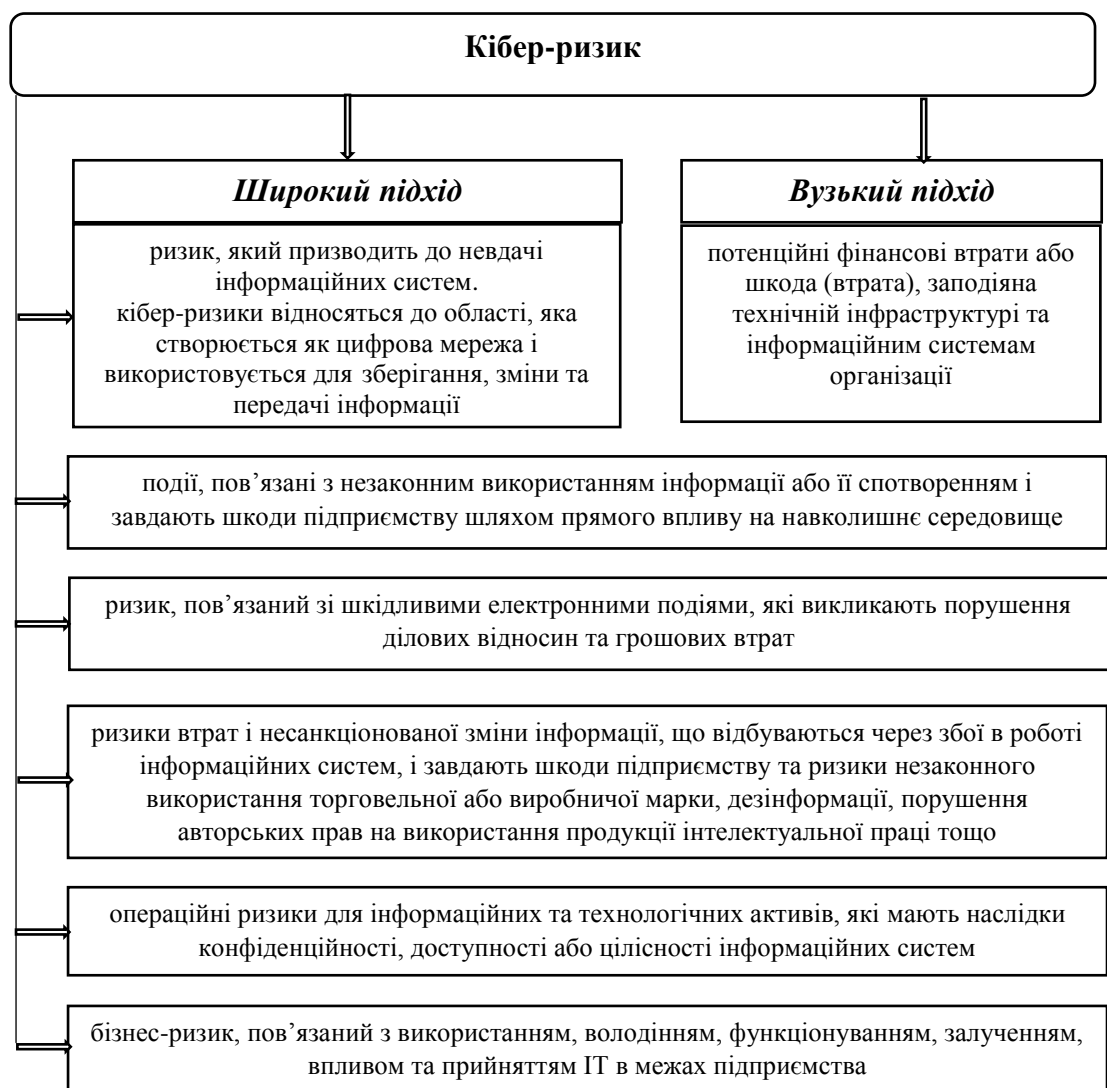 Кібер-ризик
Широкий підхід
ризик, який призводить до невдачі
інформаційних систем.
кібер-ризики відносяться до області, яка
створюється як цифрова мережа і
використовується для зберігання, зміни та
передачі інформації
Вузький підхід
потенційні фінансові втрати або
шкода (втрата), заподіяна
технічній інфраструктурі та
інформаційним системам
організації
події, пов’язані з незаконним використанням інформації або її спотворенням і
завдають шкоди підприємству шляхом прямого впливу на навколишнє середовище
ризик, пов’язаний зі шкідливими електронними подіями, які викликають порушення
ділових відносин та грошових втрат
ризики втрат і несанкціонованої зміни інформації, що відбуваються через збої в роботі
інформаційних систем, і завдають шкоди підприємству та ризики незаконного
використання торговельної або виробничої марки, дезінформації, порушення
авторських прав на використання продукції інтелектуальної праці тощо
операційні ризики для інформаційних та технологічних активів, які мають наслідки
конфіденційності, доступності або цілісності інформаційних систем
бізнес-ризик, пов’язаний з використанням, володінням, функціонуванням, залученням,
впливом та прийняттям ІТ в межах підприємства